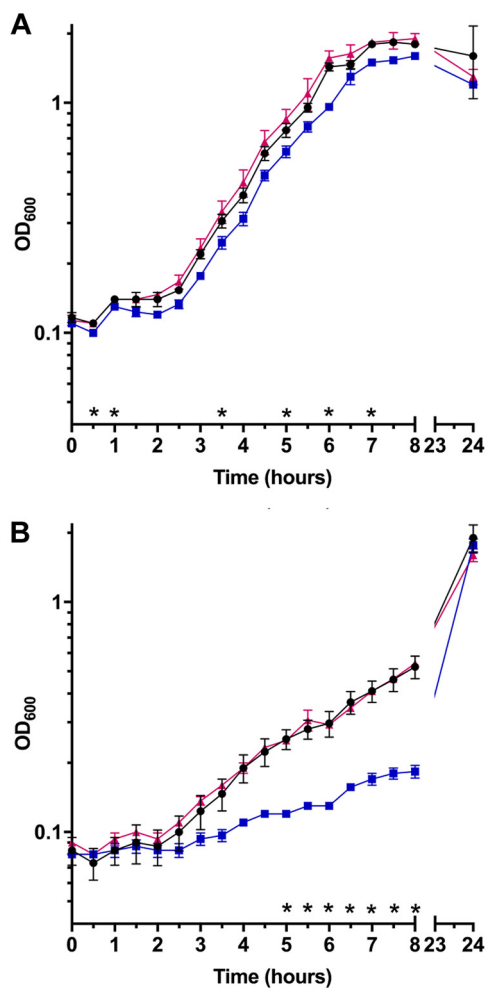 A
1
OD600
0.1
* * * * * *
0 1 2 3 4 5 6 7 8 23 24
Time (hours)
B
1
OD600
0.1
* * * * * * * *
0 1 2 3 4 5 6 7 8 23 24
Time (hours)